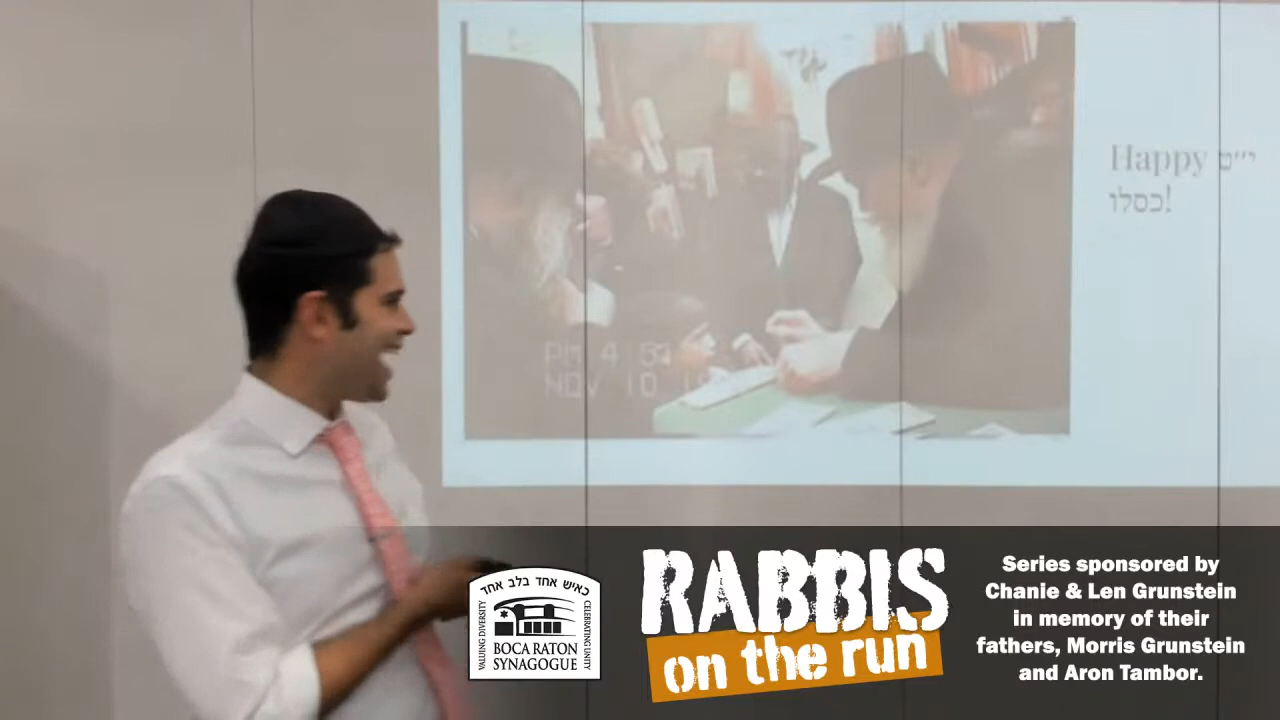 Happy י״ט
כסלו!
PM 4 5
NOV 10
כאיש אחד בלב אחד
VALUING DIVERSITY
CELEBRATING UNITY
BOCA RATON
SYNAGOGUE
RABBIS
on the run
Series sponsored by
Chanie & Len Grunstein
in memory of their
fathers, Morris Grunstein
and Aron Tambor.